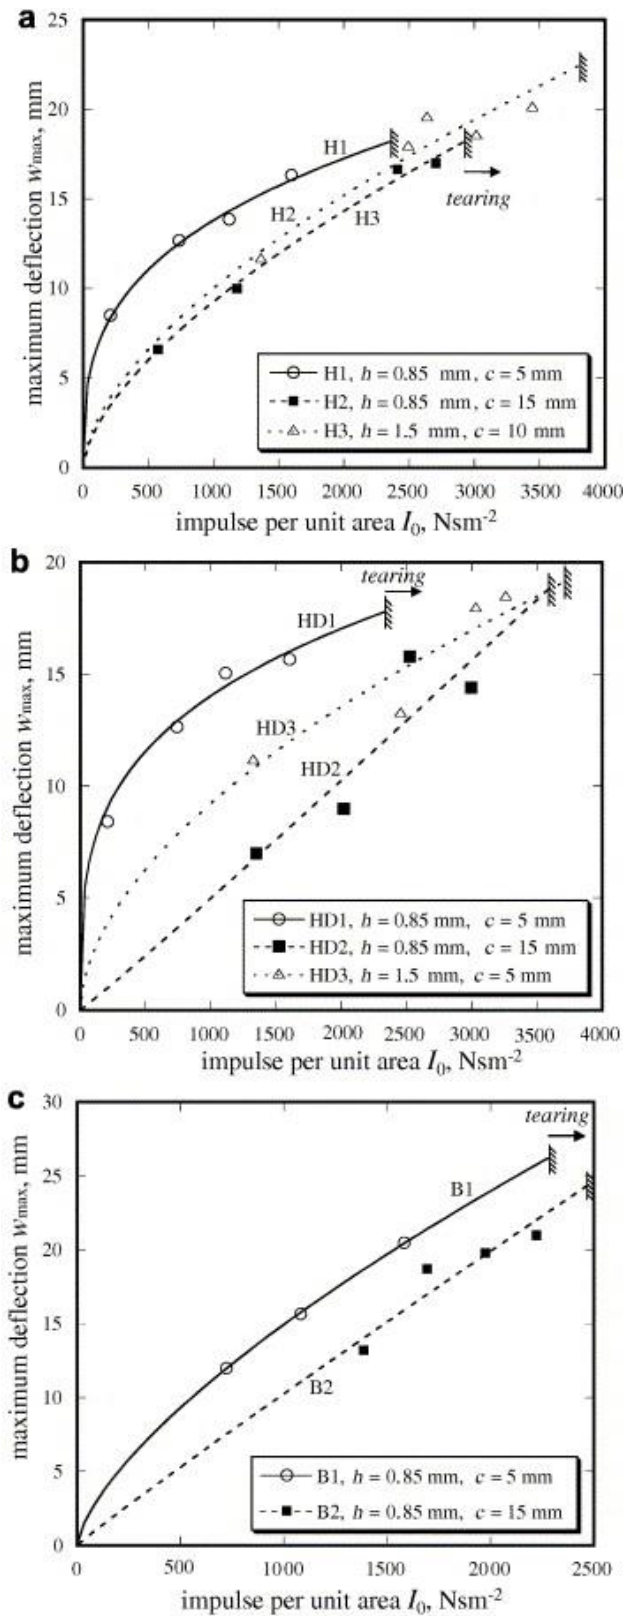 a
25
20
15
10
5
0
maximum deflection wmax, mm
H1
H2
H3
tearing
H1, h = 0.85 mm, c = 5 mm
H2, h = 0.85 mm, c = 15 mm
H3, h = 1.5 mm, c = 10 mm
0 500 1000 1500 2000 2500 3000 3500 4000
impulse per unit area I0, Nsm-2
b
20
15
10
5
0
maximum deflection wmax, mm
tearing
HD1
HD3
HD2
HD1, h = 0.85 mm, c = 5 mm
HD2, h = 0.85 mm, c = 15 mm
HD3, h = 1.5 mm, c = 5 mm
0 500 1000 1500 2000 2500 3000 3500 4000
impulse per unit area I0, Nsm-2
c
30
25
20
15
10
5
0
maximum deflection wmax, mm
tearing
B1
B2
B1, h = 0.85 mm, c = 5 mm
B2, h = 0.85 mm, c = 15 mm
0 500 1000 1500 2000 2500
impulse per unit area I0, Nsm-2